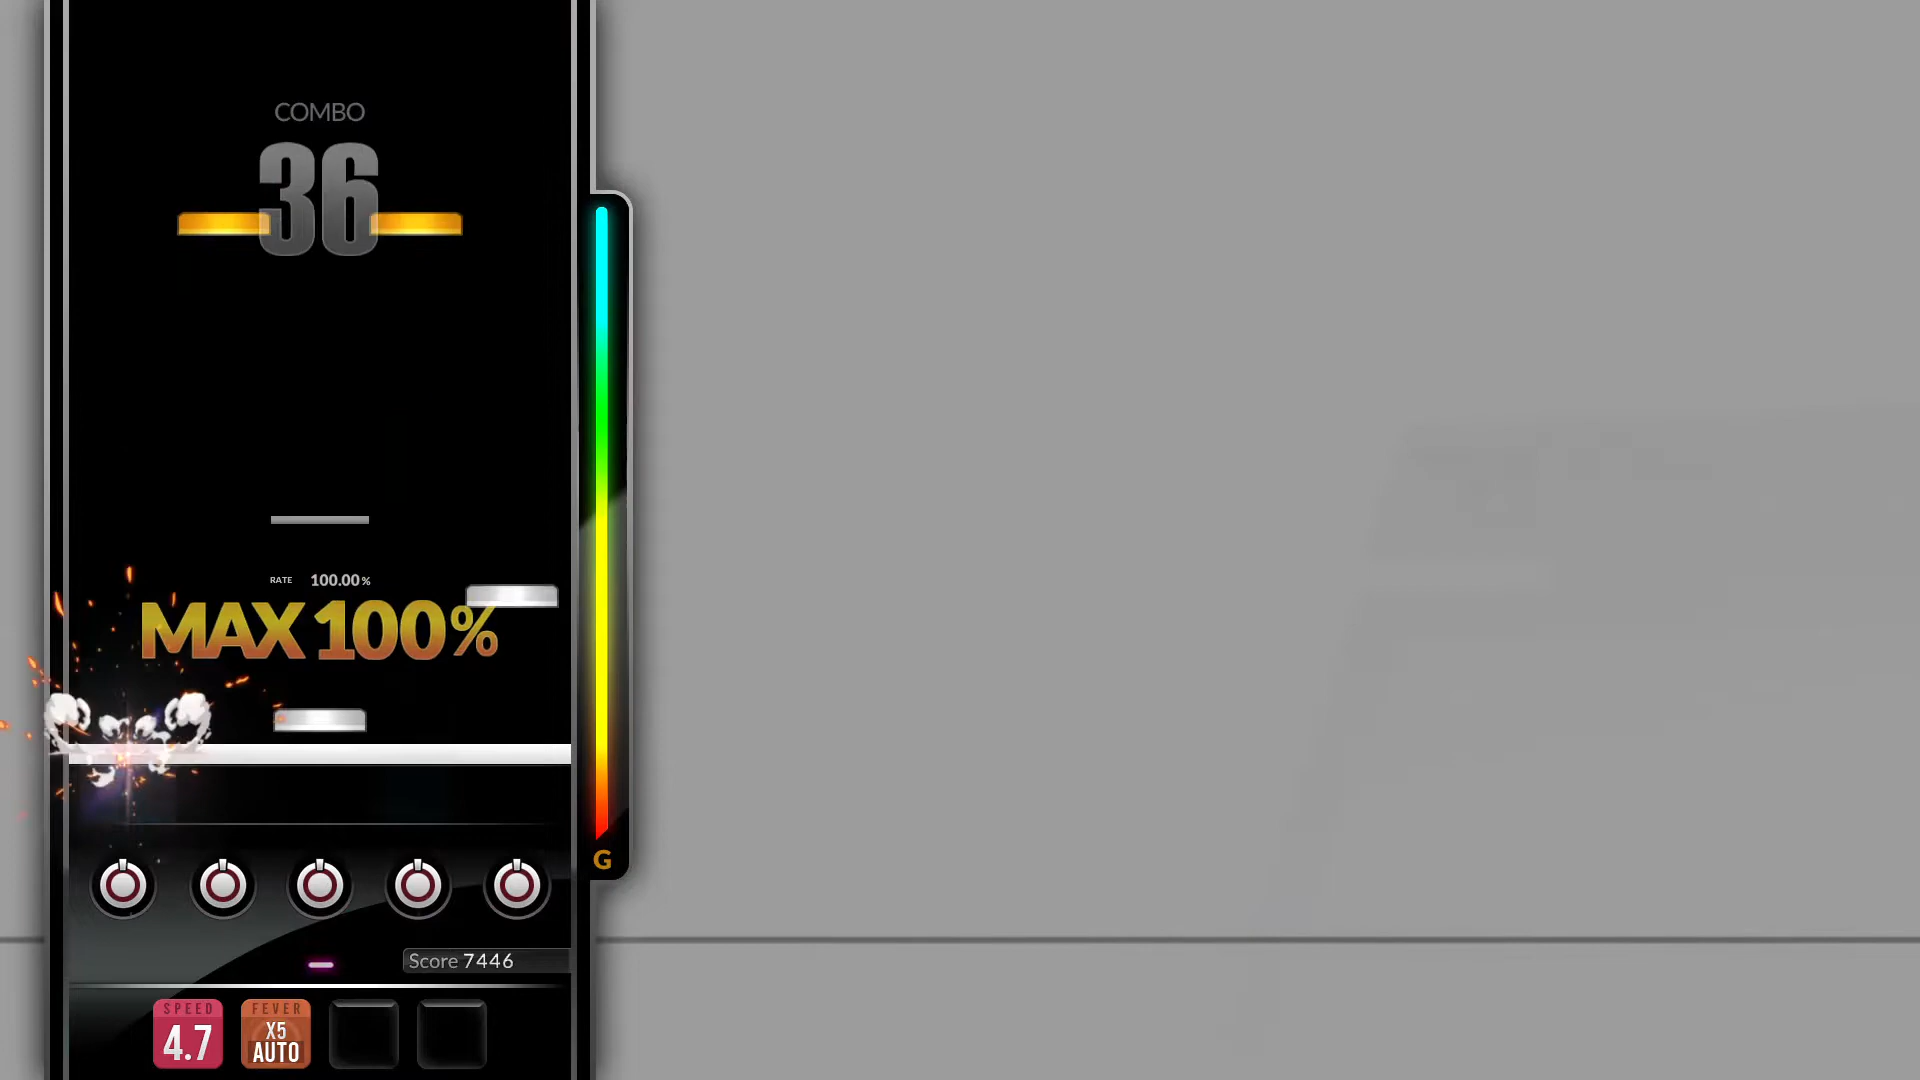 COMBO
36
RATE 100.00%
MAX 100%
G
Score 7446
SPEED
4.7
FEVER
X5
AUTO